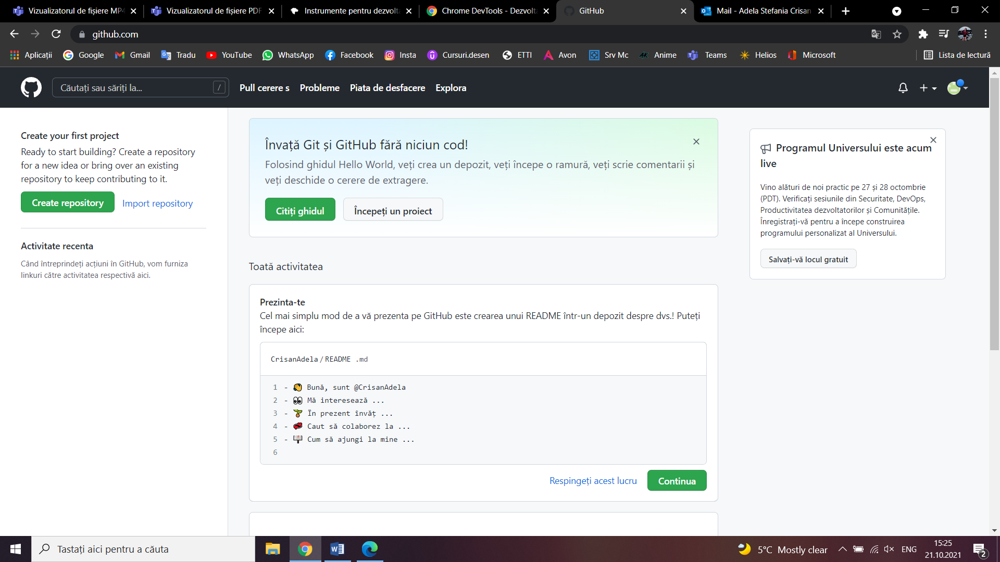 Vizualizatorul de fișiere MP4
Vizualizatorul de fișiere PDF
Instrumente pentru dezvolta
Chrome DevTools - Dezvolta
GitHub
Mail - Adela Stefania Crisan
github.com
Aplicații
Google
Gmail
Tradu
YouTube
WhatsApp
Facebook
Insta
Cursuri.desen
ETTI
Avon
Srv Mc
Anime
Teams
Helios
Microsoft
Lista de lectură
Căutați sau săriți la...
/
Pull cerere s
Probleme
Piata de desfacere
Explora
Create your first project
Ready to start building? Create a repository
for a new idea or bring over an existing
repository to keep contributing to it.
Create repository
Import repository
Activitate recenta
Când întreprindeți acțiuni în GitHub, vom furniza
linkuri către activitatea respectivă aici.
Învață Git și GitHub fără niciun cod!
Folosind ghidul Hello World, veți crea un depozit, veți începe o ramură, veți scrie comentarii și
veți deschide o cerere de extragere.
Citiți ghidul
Începeți un proiect
Toată activitatea
Prezinta-te
Cel mai simplu mod de a vă prezenta pe GitHub este crearea unui README într-un depozit despre dvs.! Puteți
începe aici:
CrisanAdela / README .md
1 - 👋 Bună, sunt @CrisanAdela
2 - 👀 Mă interesează ...
3 - 🌱 În prezent învăț ...
4 - 💞️ Caut să colaborez la ...
5 - 📫 Cum să ajungi la mine ...
6
Respingeți acest lucru
Continua
Programul Universului este acum
live
Vino alături de noi practic pe 27 și 28 octombrie
(PDT). Verificați sesiunile din Securitate, DevOps,
Productivitatea dezvoltatorilor și Comunitățile.
Înregistrați-vă pentru a începe construirea
programului personalizat al Universului.
Salvați-vă locul gratuit
Tastați aici pentru a căuta
5°C Mostly clear
ENG
15:25
21.10.2021
2